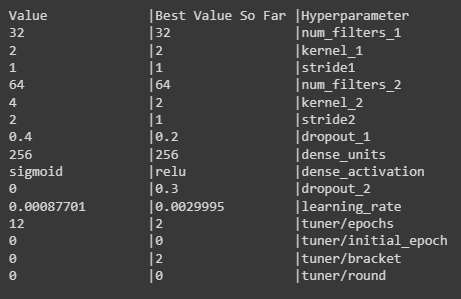 Value |Best Value So Far |Hyperparameter
32 |32 |num_filters_1
2 |2 |kernel_1
1 |1 |stride1
64 |64 |num_filters_2
4 |2 |kernel_2
2 |1 |stride2
0.4 |0.2 |dropout_1
256 |256 |dense_units
sigmoid |relu |dense_activation
0 |0.3 |dropout_2
0.00087701 |0.0029995 |learning_rate
12 |2 |tuner/epochs
0 |0 |tuner/initial_epoch
0 |2 |tuner/bracket
0 |0 |tuner/round